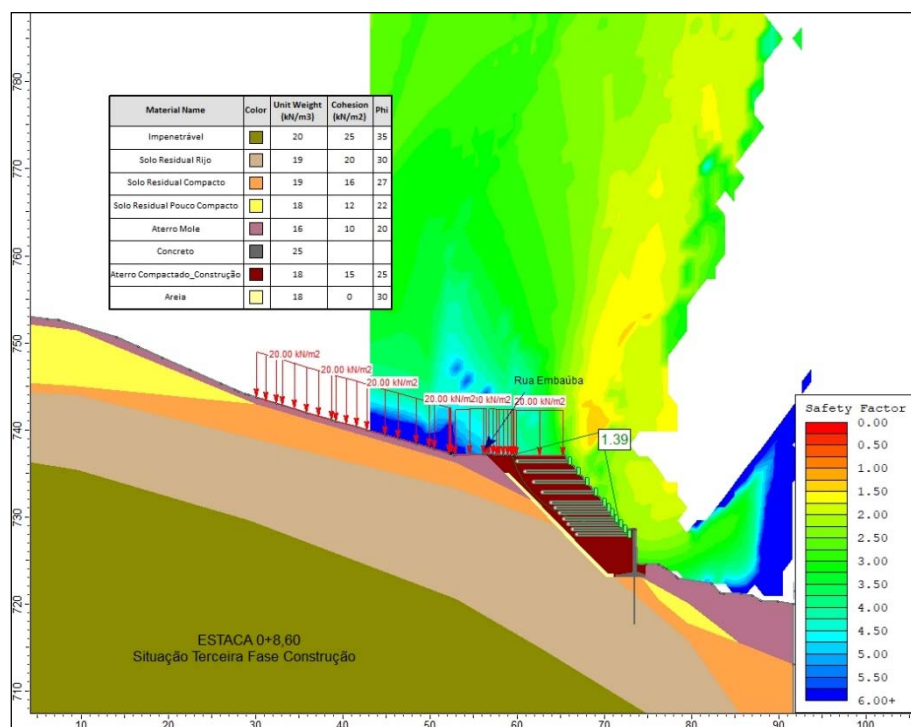 Material Name Color Unit Weight (kN/m3) Cohesion (kN/m2) Phi
Impenetrável 20 25 35
Solo Residual Rijo 19 20 30
Solo Residual Compacto 19 16 27
Solo Residual Pouco Compacto 18 12 22
Aterro Mole 16 10 20
Concreto 25
Aterro Compactado_Construção 18 15 25
Areia 18 0 30
780
770
760
750
740
730
720
710
20.00 kN/m2
20.00 kN/m2
20.00 kN/m2
20.00 kN/m2
0 kN/m2
20.00 kN/m2
Rua Embaúba
1.39
Safety Factor
0.00
0.50
1.00
1.50
2.00
2.50
3.00
3.50
4.00
4.50
5.00
5.50
6.00+
ESTACA 0+8,60
Situação Terceira Fase Construção
10 20 30 40 50 60 70 80 90 100